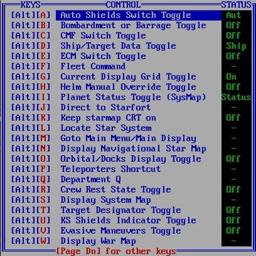 KEYS CONTROL STATUS
[Alt][A] Auto Shields Switch Toggle Aut
[Alt][B] Bombardment or Barrage Toggle Off
[Alt][C] CMF Switch Toggle Off
[Alt][D] Ship/Target Data Toggle Ship
[Alt][E] ECM Switch Toggle Off
[Alt][F] Fleet Command -
[Alt][G] Current Display Grid Toggle On
[Alt][H] Helm Manual Override Toggle Off
[Alt][I] Planet Status Toggle (SysMap) Status
[Alt][J] Direct to Starfort -
[Alt][K] Keep starmap CRT on Off
[Alt][L] Locate Star System -
[Alt][M] Goto Main Menu/Main Display -
[Alt][N] Display Navigational Star Map -
[Alt][O] Orbital/Docks Display Toggle Off
[Alt][P] Teleporters Shortcut -
[Alt][Q] Department Q -
[Alt][R] Crew Rest State Toggle Off
[Alt][S] Display System Map -
[Alt][T] Target Designator Toggle Off
[Alt][U] KS Shields Indicator Toggle Off
[Alt][V] Evasive Maneuvers Toggle Off
[Alt][W] Display War Map -
[Page Dn] for other keys